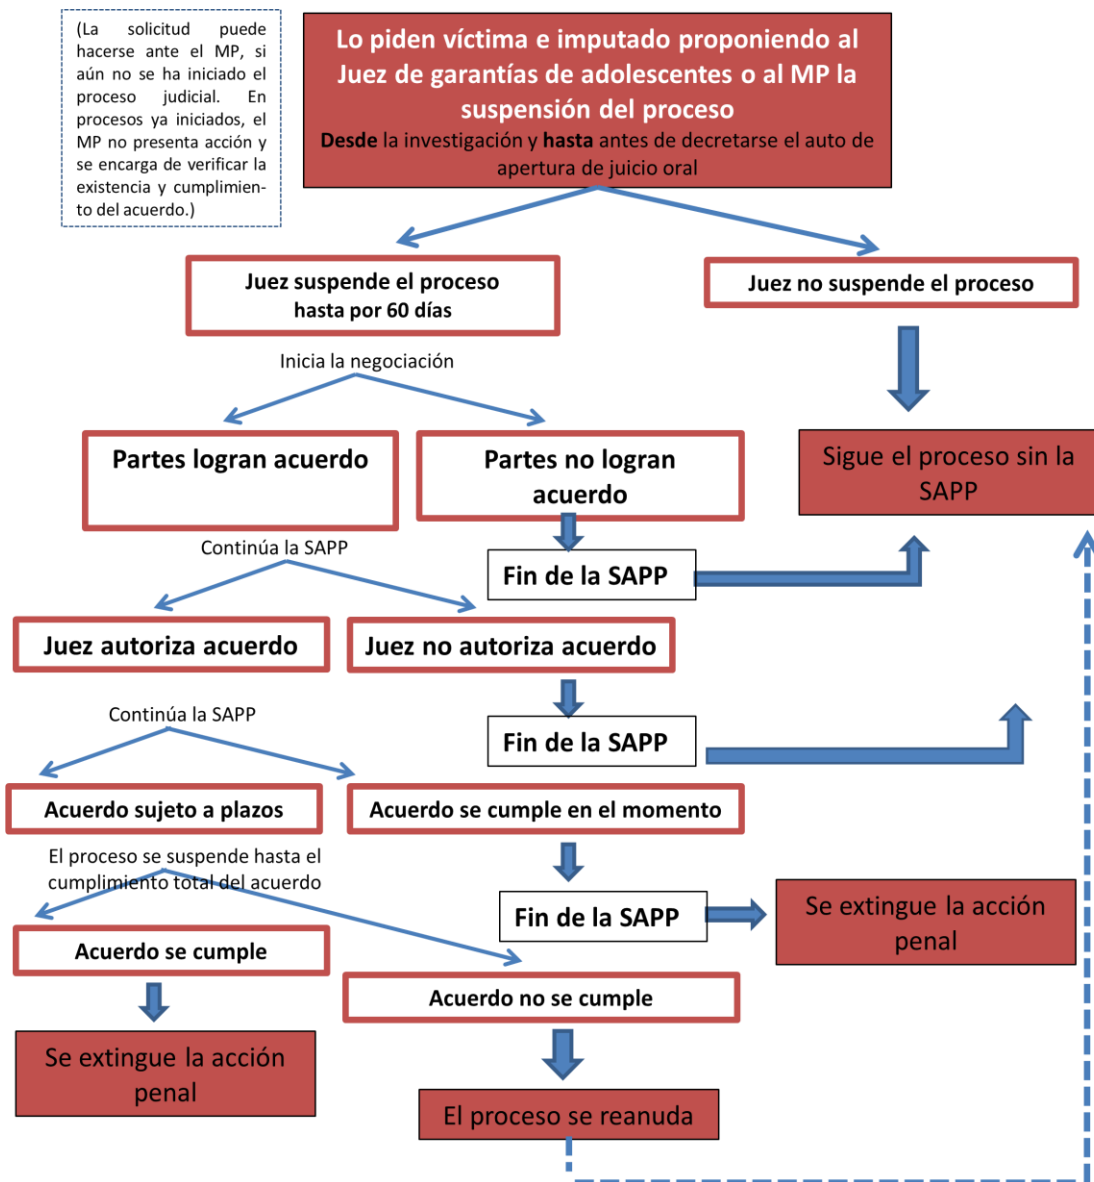 (La solicitud puede
hacerse ante el MP, si
aún no se ha iniciado el
proceso judicial. En
procesos ya iniciados, el
MP no presenta acción y
se encarga de verificar la
existencia y cumplimien-
to del acuerdo.)
Lo piden víctima e imputado proponiendo al
Juez de garantías de adolescentes o al MP la
suspensión del proceso
Desde la investigación y hasta antes de decretarse el auto de
apertura de juicio oral
Juez suspende el proceso
hasta por 60 días
Juez no suspende el proceso
Inicia la negociación
Partes logran acuerdo
Partes no logran
acuerdo
Sigue el proceso sin la
SAPP
Continúa la SAPP
Fin de la SAPP
Juez autoriza acuerdo
Juez no autoriza acuerdo
Continúa la SAPP
Fin de la SAPP
Acuerdo sujeto a plazos
Acuerdo se cumple en el momento
El proceso se suspende hasta el
cumplimiento total del acuerdo
Fin de la SAPP
Se extingue la acción
penal
Acuerdo se cumple
Acuerdo no se cumple
Se extingue la acción
penal
El proceso se reanuda